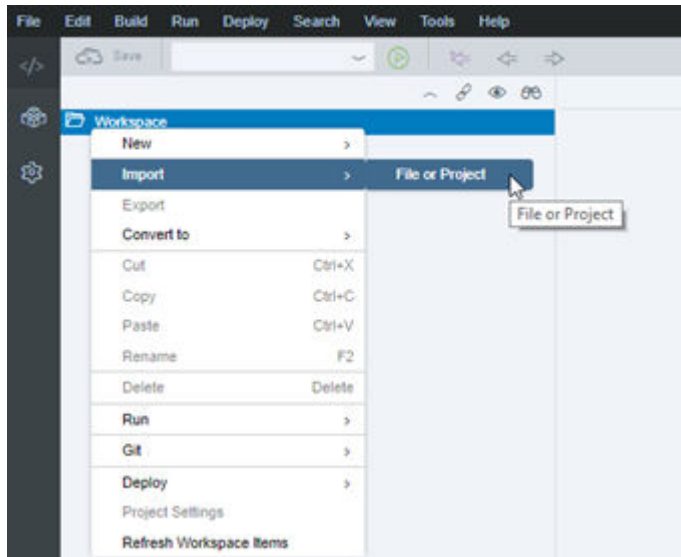 File Edit Build Run Deploy Search View Tools Help
Save
Workspace
New
Import
File or Project
File or Project
Export
Convert to
Cut Ctrl+X
Copy Ctrl+C
Paste Ctrl+V
Rename F2
Delete Delete
Run
Git
Deploy
Project Settings
Refresh Workspace Items